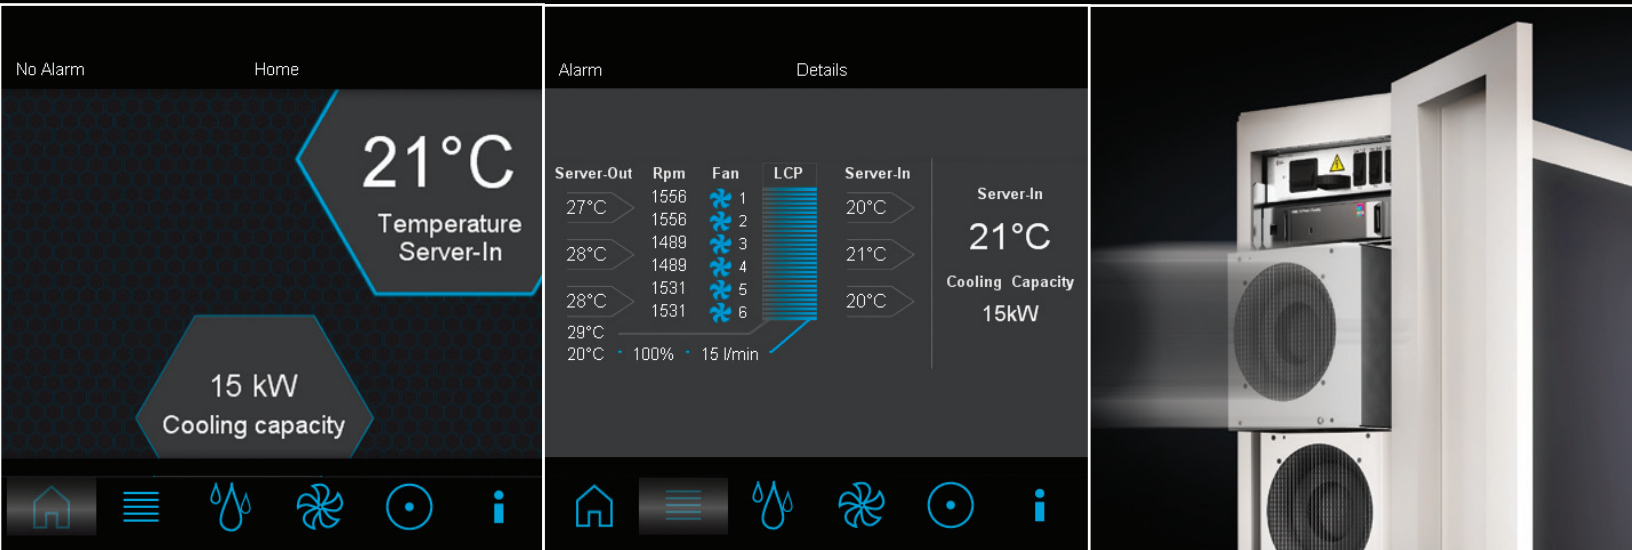 No Alarm
Home
21°C
Temperature
Server-In
15 kW
Cooling capacity
Alarm
Details
Server-Out Rpm Fan LCP Server-In
27°C
28°C
28°C
1556 1
1556 2
1489 3
1489 4
1531 5
1531 6
29°C
20°C · 100% · 15 l/min
20°C
21°C
20°C
Server-In
21°C
Cooling Capacity
15kW